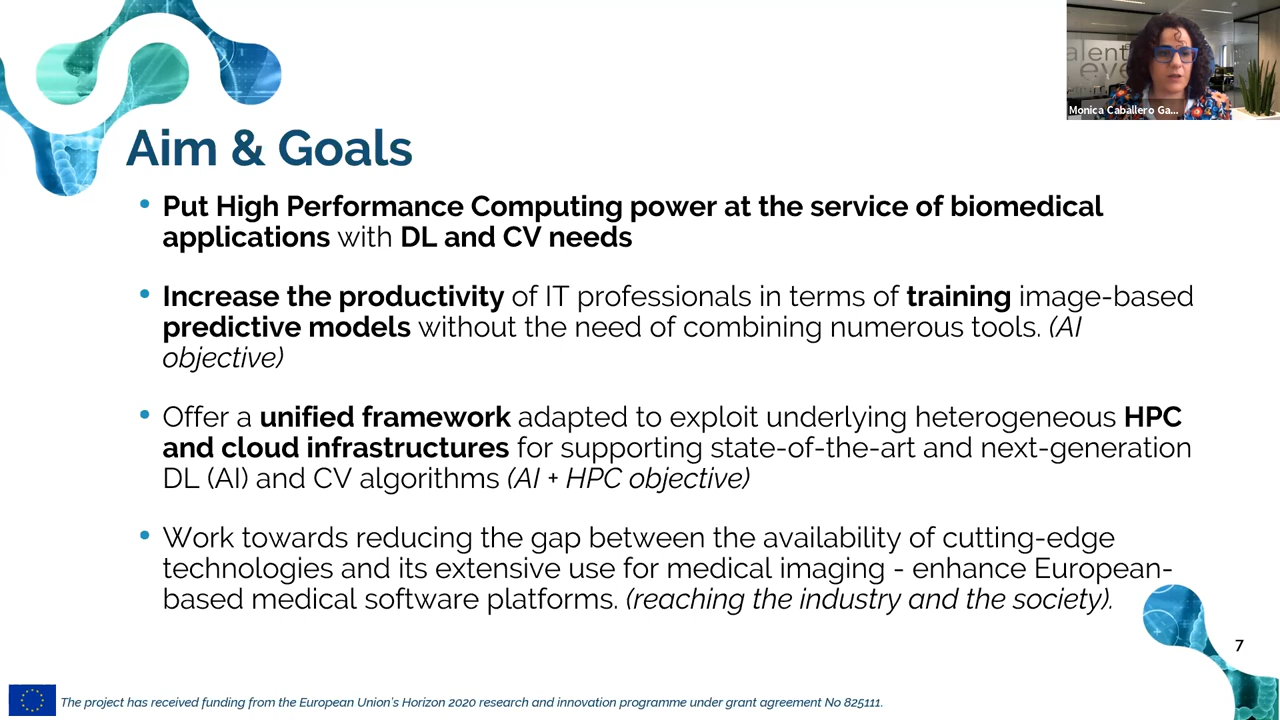 Monica Caballero Ga...
Aim & Goals
• Put High Performance Computing power at the service of biomedical
applications with DL and CV needs
• Increase the productivity of IT professionals in terms of training image-based
predictive models without the need of combining numerous tools. (AI
objective)
• Offer a unified framework adapted to exploit underlying heterogeneous HPC
and cloud infrastructures for supporting state-of-the-art and next-generation
DL (AI) and CV algorithms (AI + HPC objective)
• Work towards reducing the gap between the availability of cutting-edge
technologies and its extensive use for medical imaging - enhance European-
based medical software platforms. (reaching the industry and the society).
7
The project has received funding from the European Union's Horizon 2020 research and innovation programme under grant agreement No 825111.